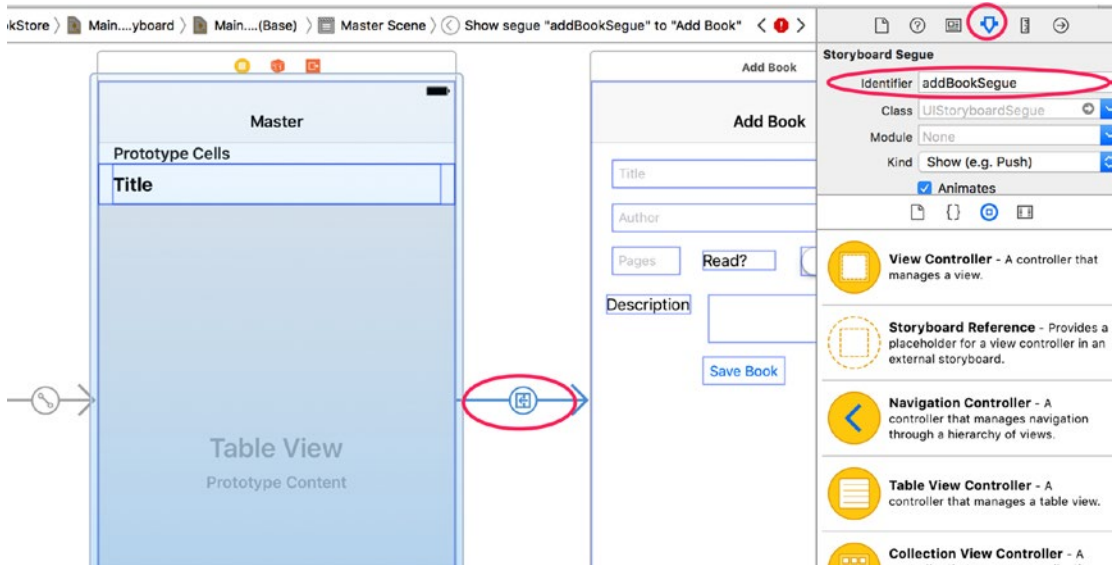 kStore
Main....yboard
Main....(Base)
Master Scene
Show segue "addBookSegue" to "Add Book"
Storyboard Segue
Identifier addBookSegue
Class UIStoryboardSegue
Module None
Kind Show (e.g. Push)
Animates
Master
Prototype Cells
Title
Table View
Prototype Content
Add Book
Add Book
Title
Author
Pages
Read?
Description
Save Book
View Controller - A controller that
manages a view.
Storyboard Reference - Provides a
placeholder for a view controller in an
external storyboard.
Navigation Controller - A
controller that manages navigation
through a hierarchy of views.
Table View Controller - A
controller that manages a table view.
Collection View Controller - A